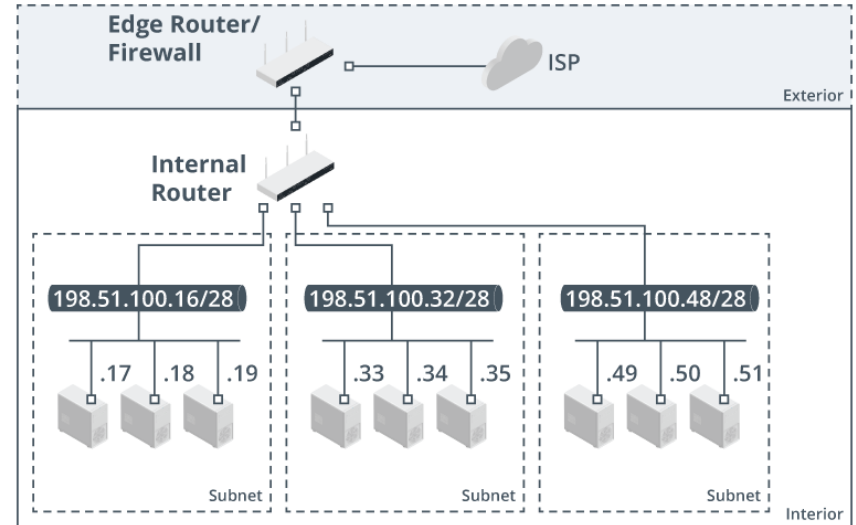 Edge Router/
Firewall
ISP
Exterior
Internal
Router
198.51.100.16/28
198.51.100.32/28
198.51.100.48/28
.17
.18
.19
.33
.34
.35
.49
.50
.51
Subnet
Subnet
Subnet
Interior